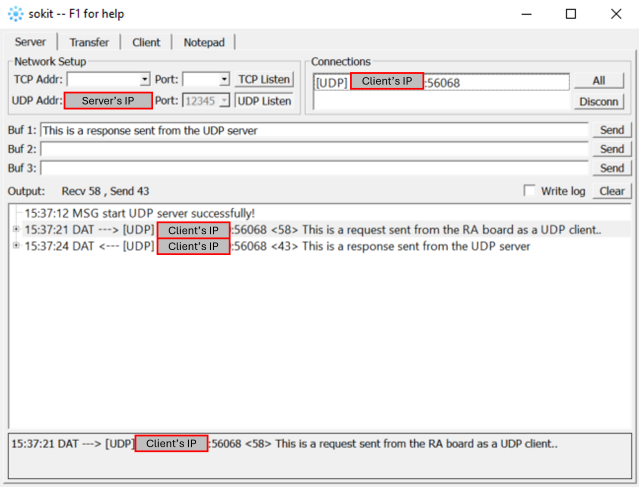 sokit -- F1 for help
Server Transfer Client Notepad
Network Setup
TCP Addr: Port: TCP Listen
UDP Addr: Server's IP Port: 12345 UDP Listen
Connections
[UDP] Client's IP :56068
All
Disconn
Buf 1: This is a response sent from the UDP server Send
Buf 2: Send
Buf 3: Send
Output: Recv 58 , Send 43 Write log Clear
15:37:12 MSG start UDP server successfully!
15:37:21 DAT ---> [UDP] Client's IP :56068 <58> This is a request sent from the RA board as a UDP client..
15:37:24 DAT <--- [UDP] Client's IP :56068 <43> This is a response sent from the UDP server
15:37:21 DAT ---> [UDP] Client's IP :56068 <58> This is a request sent from the RA board as a UDP client..